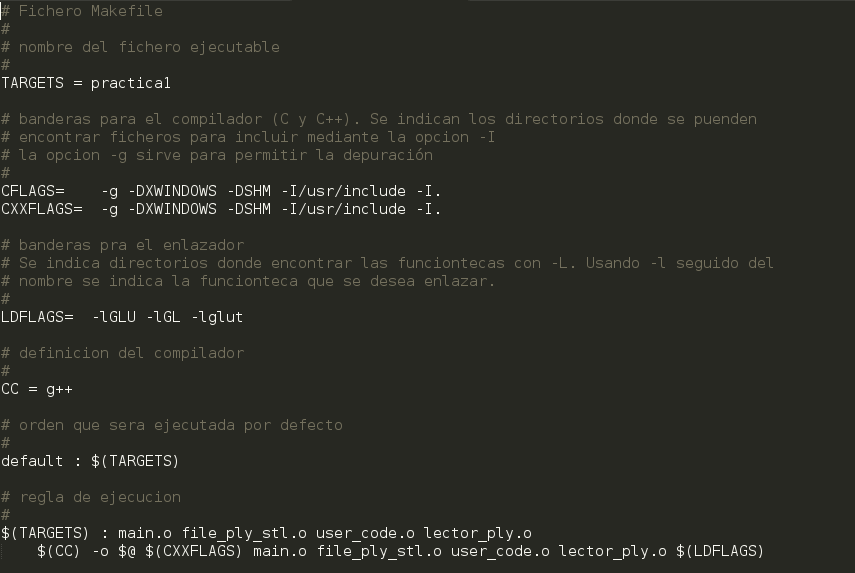 # Fichero Makefile
#
# nombre del fichero ejecutable
#
TARGETS = practica1
# banderas para el compilador (C y C++). Se indican los directorios donde se puenden
# encontrar ficheros para incluir mediante la opcion -I
# la opcion -g sirve para permitir la depuración
#
CFLAGS=    -g -DXWINDOWS -DSHM -I/usr/include -I.
CXXFLAGS=  -g -DXWINDOWS -DSHM -I/usr/include -I.
# banderas pra el enlazador
# Se indica directorios donde encontrar las funciontecas con -L. Usando -l seguido del
# nombre se indica la funcionteca que se desea enlazar.
#
LDFLAGS=  -lGLU -lGL -lglut
# definicion del compilador
#
CC = g++
# orden que sera ejecutada por defecto
#
default : $(TARGETS)
# regla de ejecucion
#
$(TARGETS) : main.o file_ply_stl.o user_code.o lector_ply.o
    $(CC) -o $@ $(CXXFLAGS) main.o file_ply_stl.o user_code.o lector_ply.o $(LDFLAGS)